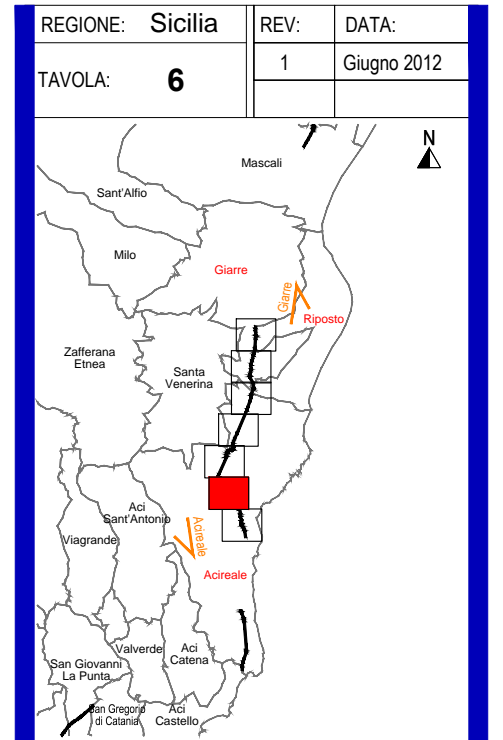 REGIONE: Sicilia
REV:
DATA:
TAVOLA: 6
1
Giugno 2012
N
Mascali
Sant'Alfio
Milo
Giarre
Giarre
Riposto
Zafferana
Etnea
Santa
Venerina
Aci
Sant'Antonio
Acireale
Viagrande
Acireale
Valverde
Aci
Catena
San Giovanni
La Punta
San Gregorio
di Catania
Aci
Castello